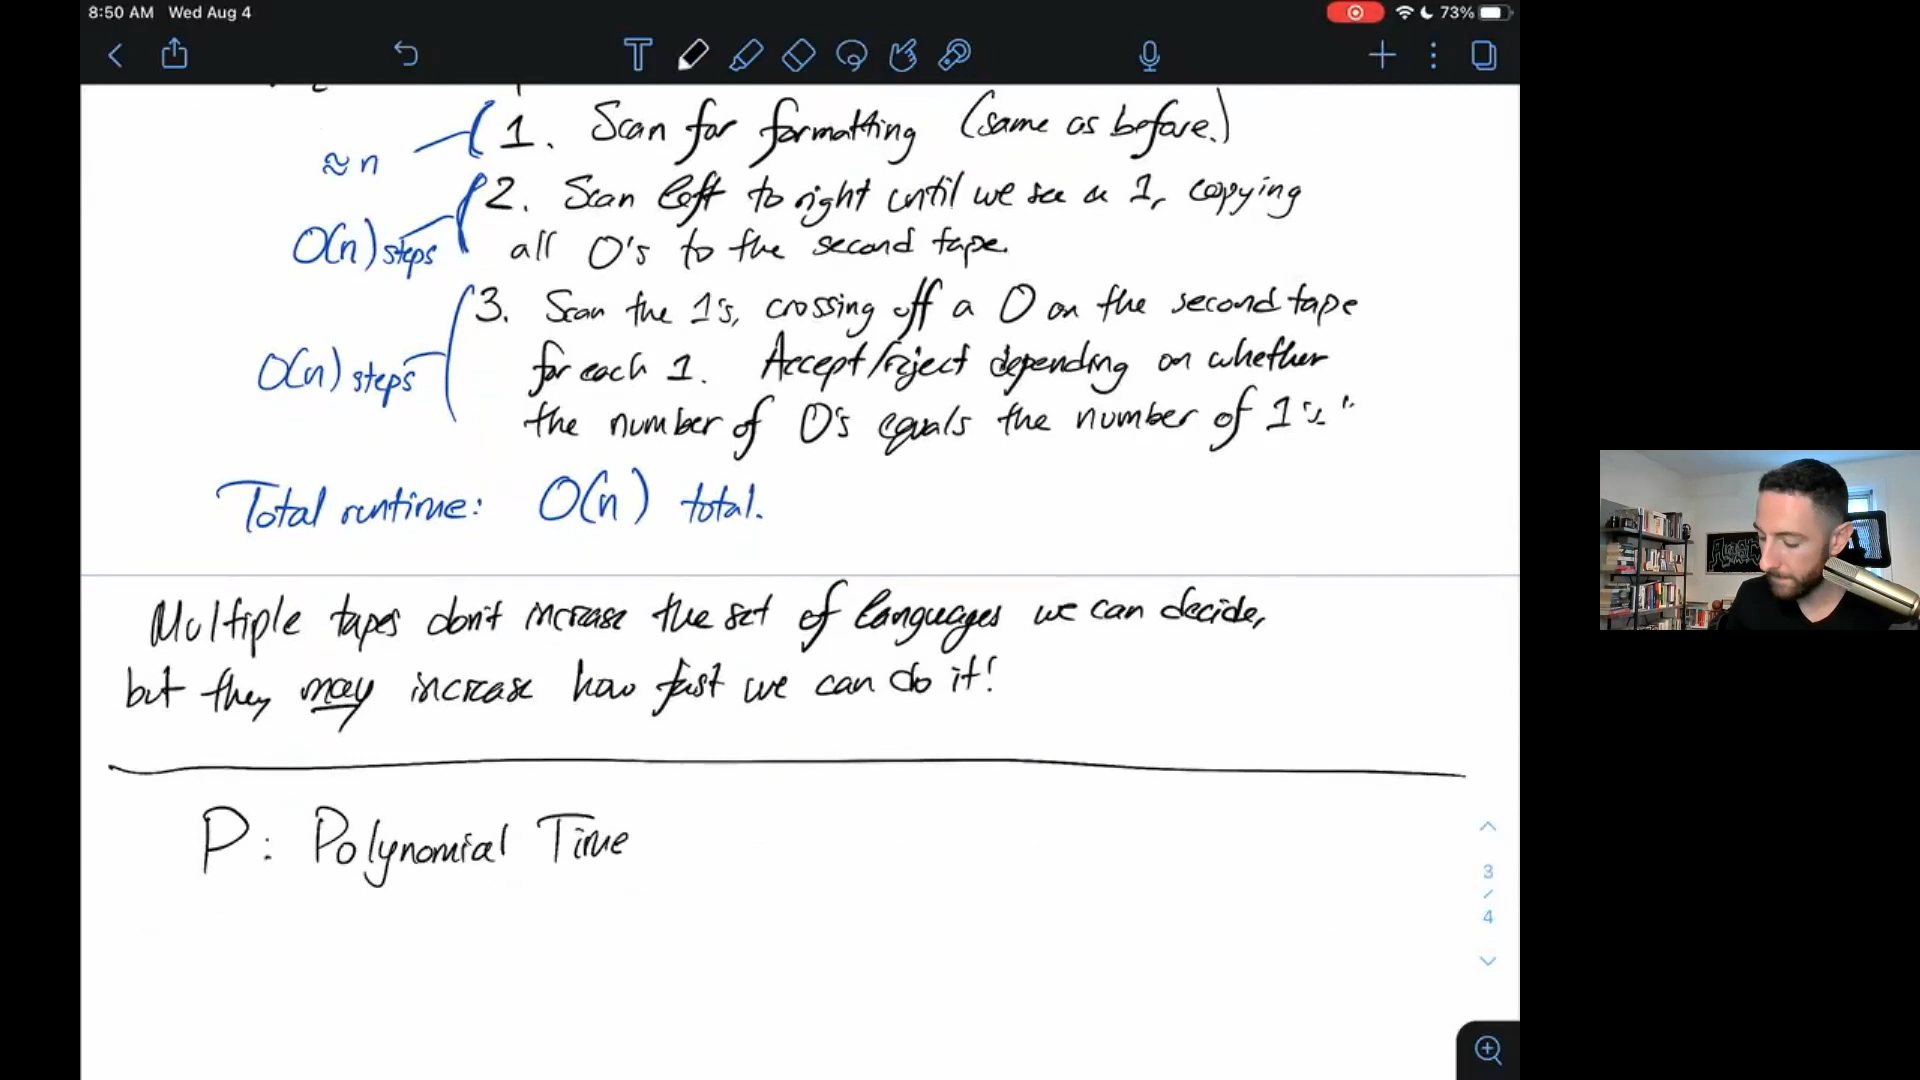 8:50 AM Wed Aug 4
73%
1. Scan for formatting (same as before.)
≈ n
2. Scan left to right until we see a 1, copying
O(n) steps
all 0's to the second tape.
3. Scan the 1's, crossing off a 0 on the second tape
O(n) steps
for each 1. Accept/reject depending on whether
the number of 0's equals the number of 1's."
Total runtime: O(n) total.
Multiple tapes don't increase the set of languages we can decide,
but they may increase how fast we can do it!
P: Polynomial Time
3
/
4